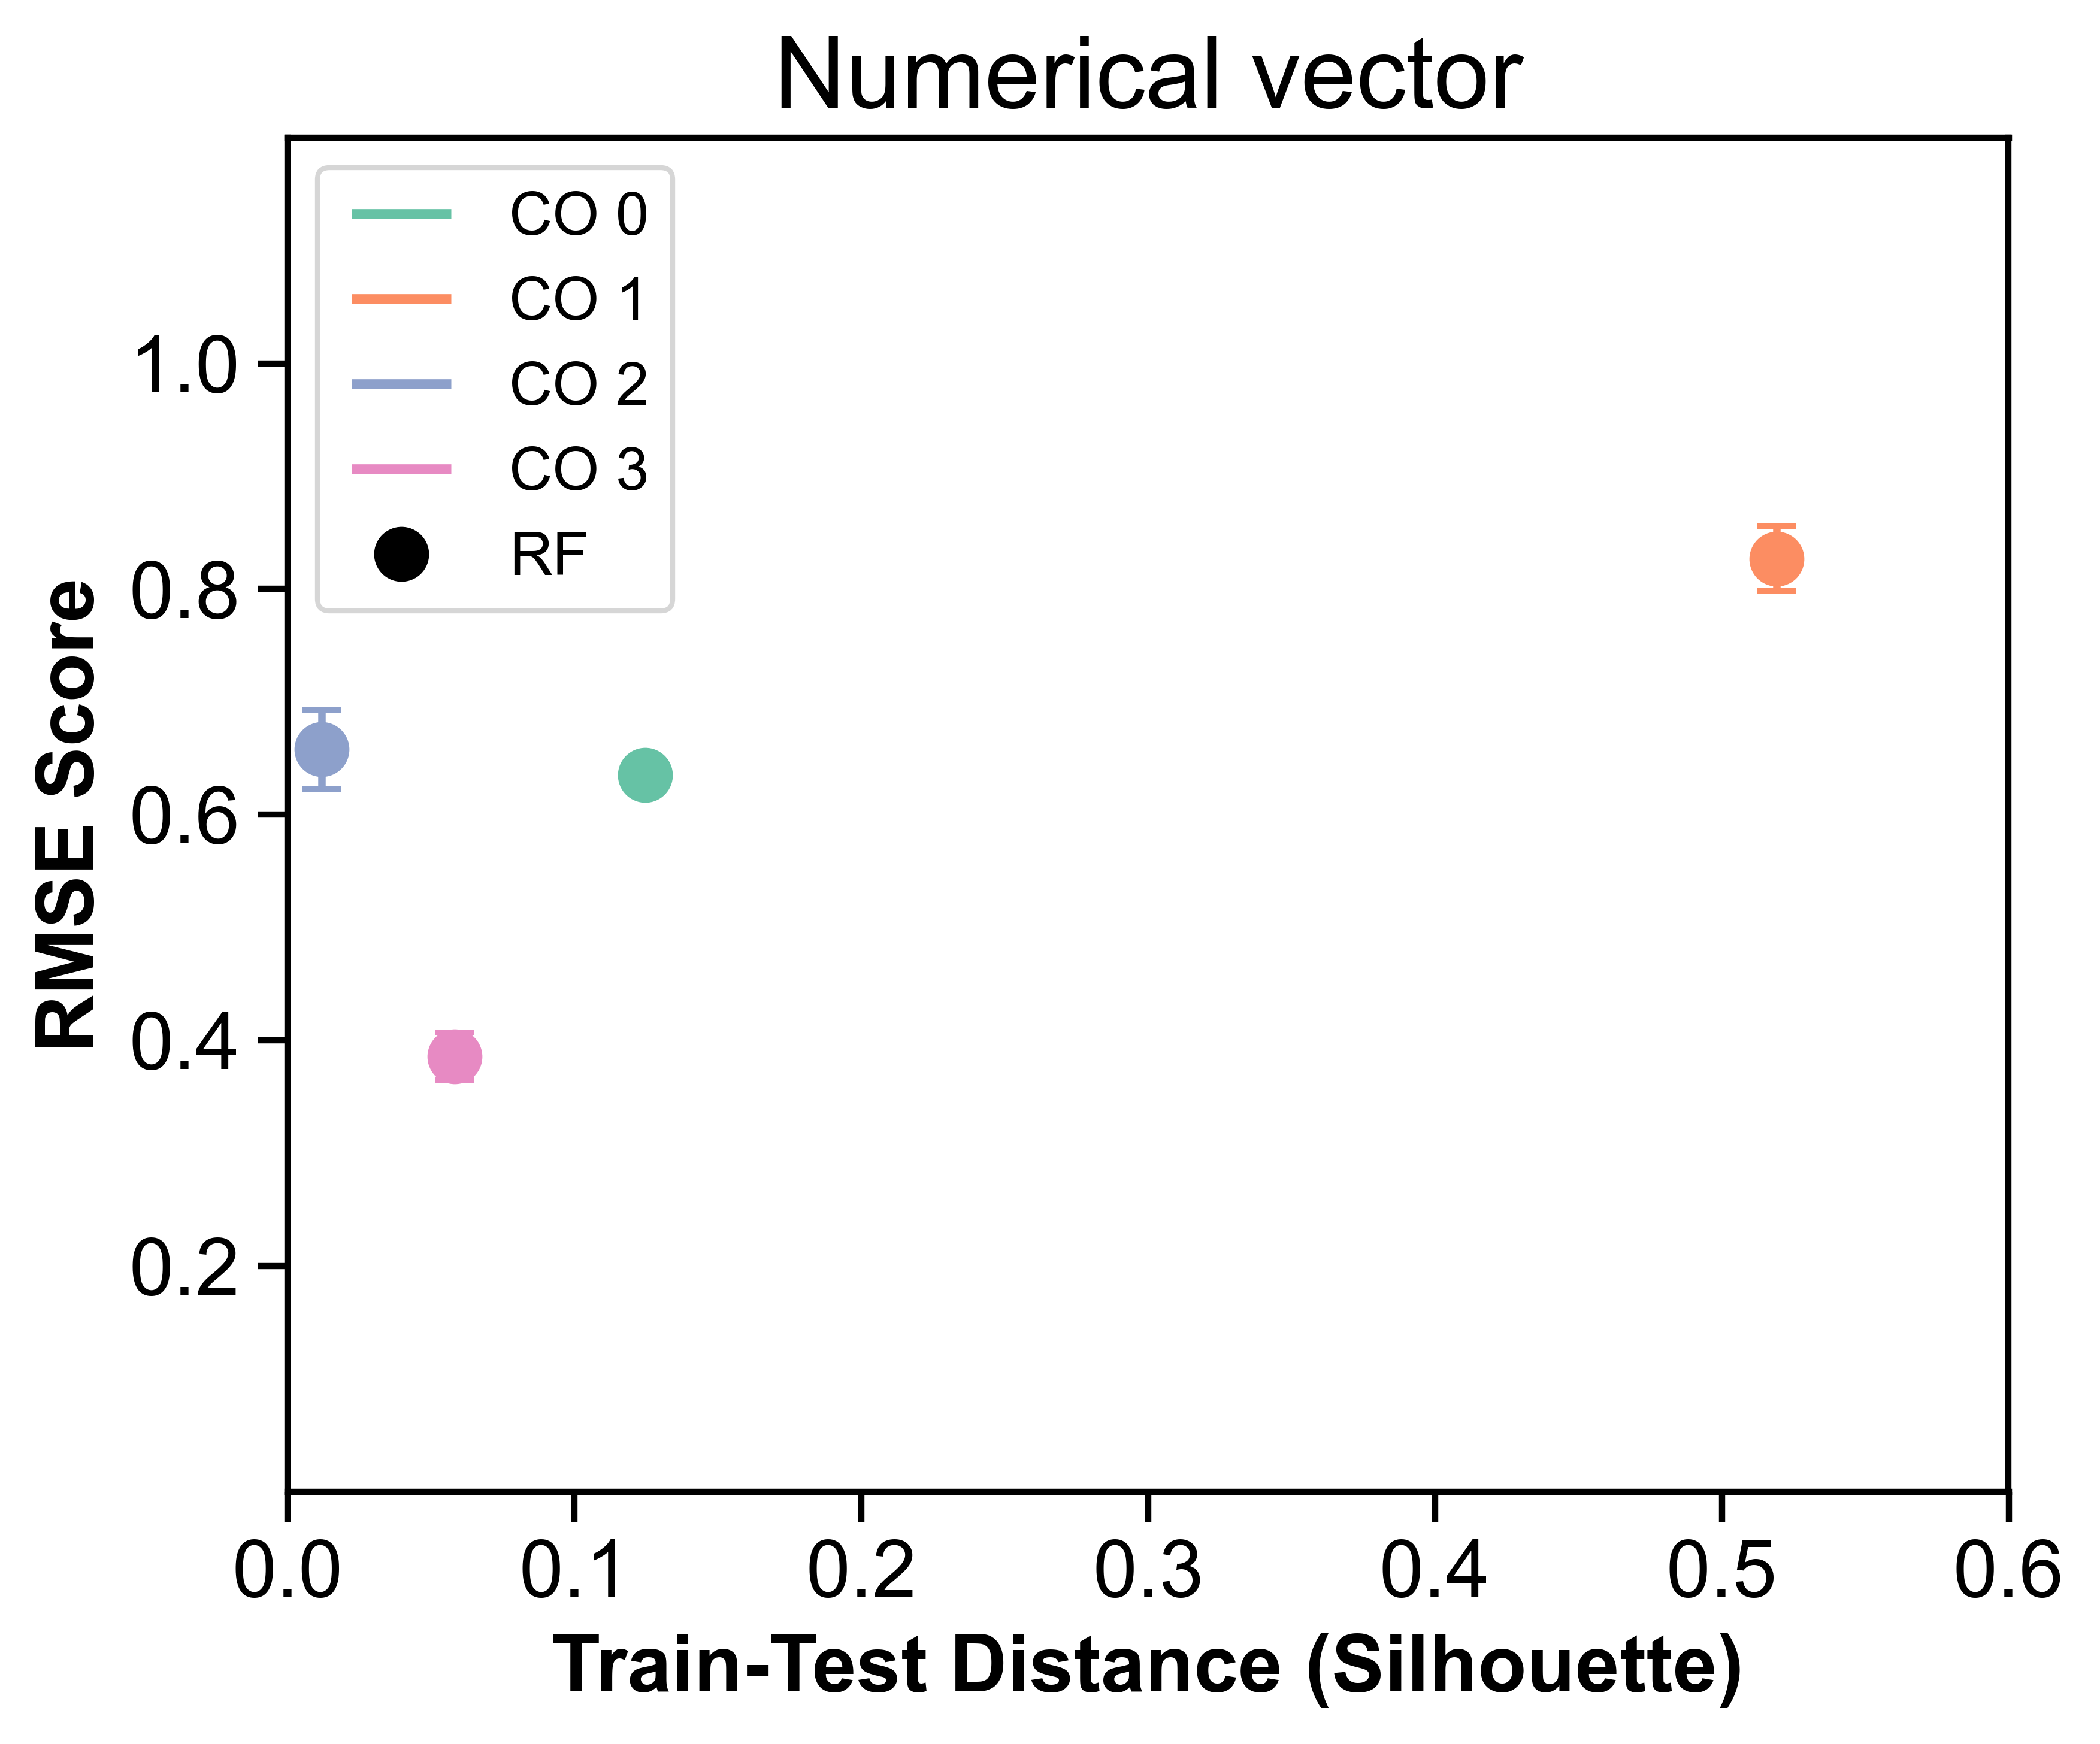 Numerical vector
CO 0
CO 1
CO 2
CO 3
RF
RMSE Score
1.0
0.8
0.6
0.4
0.2
0.0 0.1 0.2 0.3 0.4 0.5 0.6
Train-Test Distance (Silhouette)